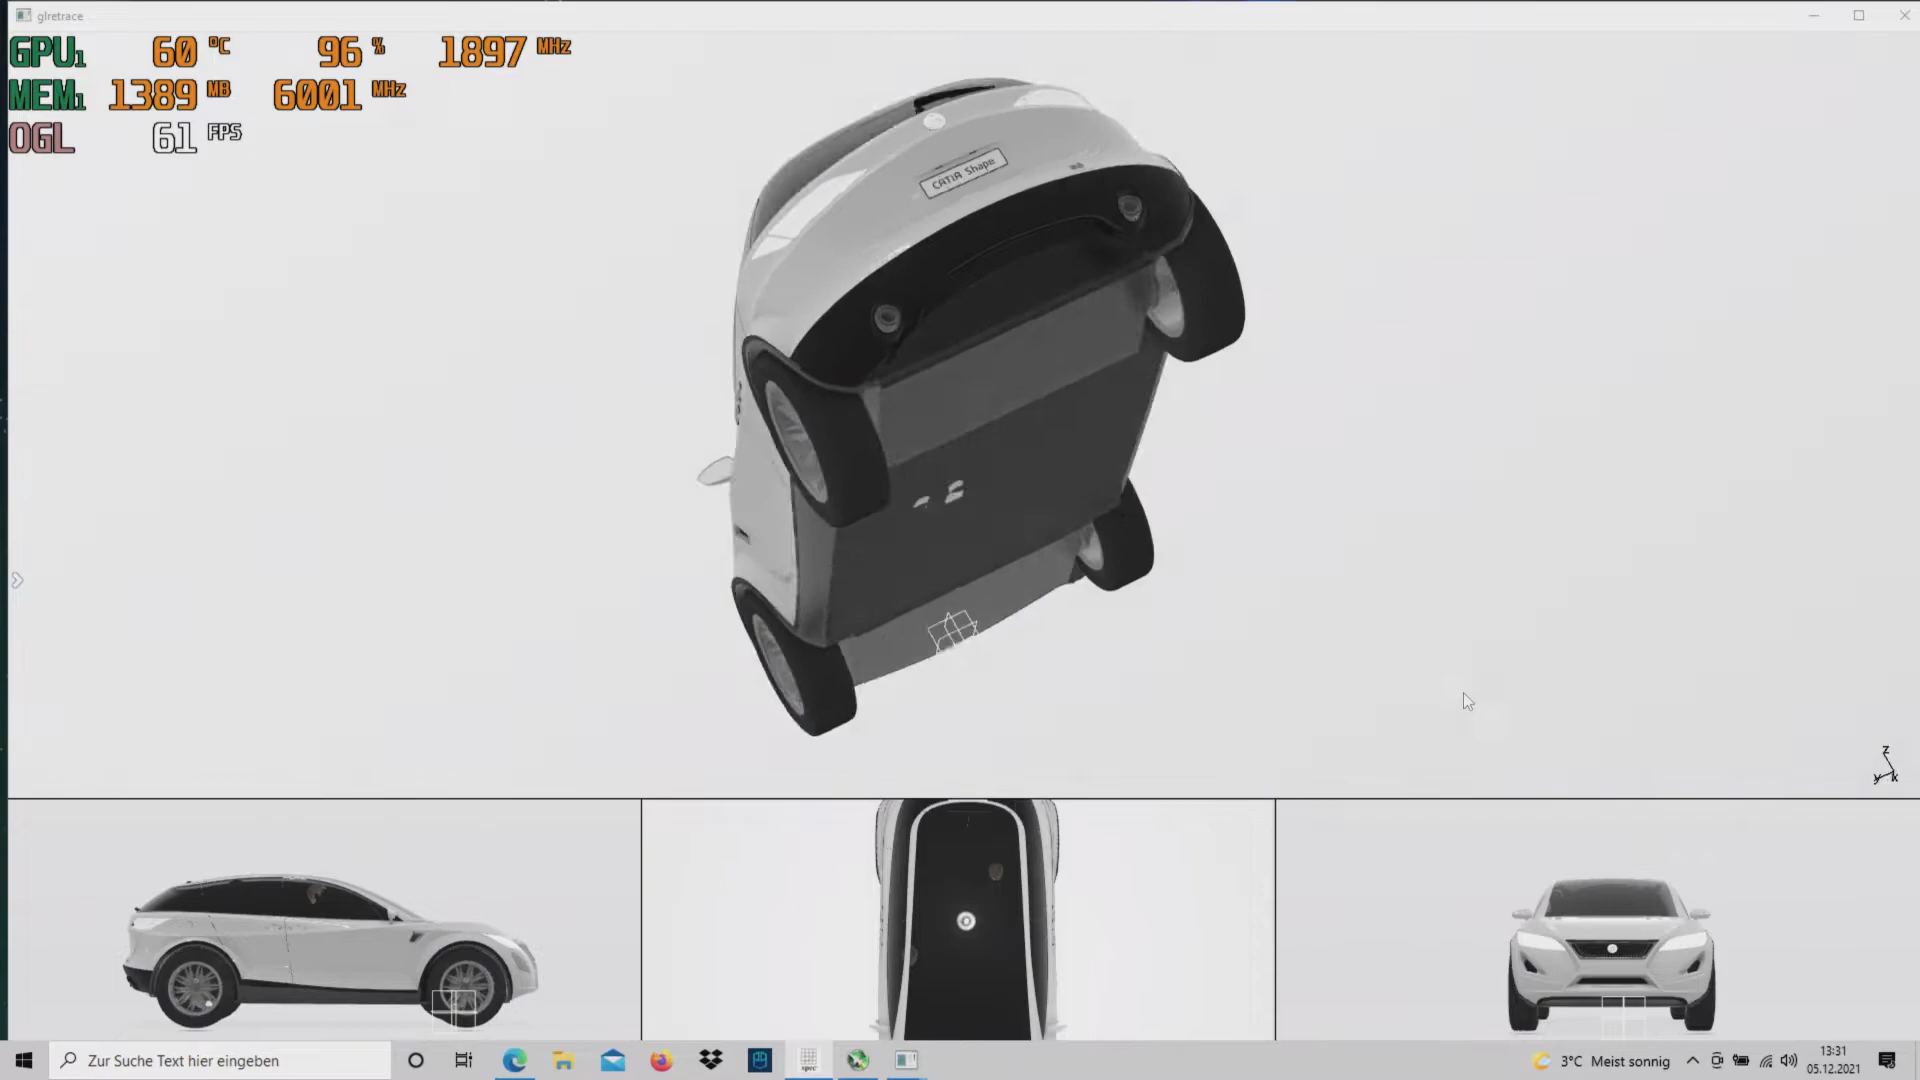 glretrace
GPU1 60 °C 96 % 1897 MHz
MEM1 1389 MB 6001 MHz
OGL 61 FPS
CATIA Shape
z
y x
Zur Suche Text hier eingeben
spec
3°C Meist sonnig
13:31
05.12.2021